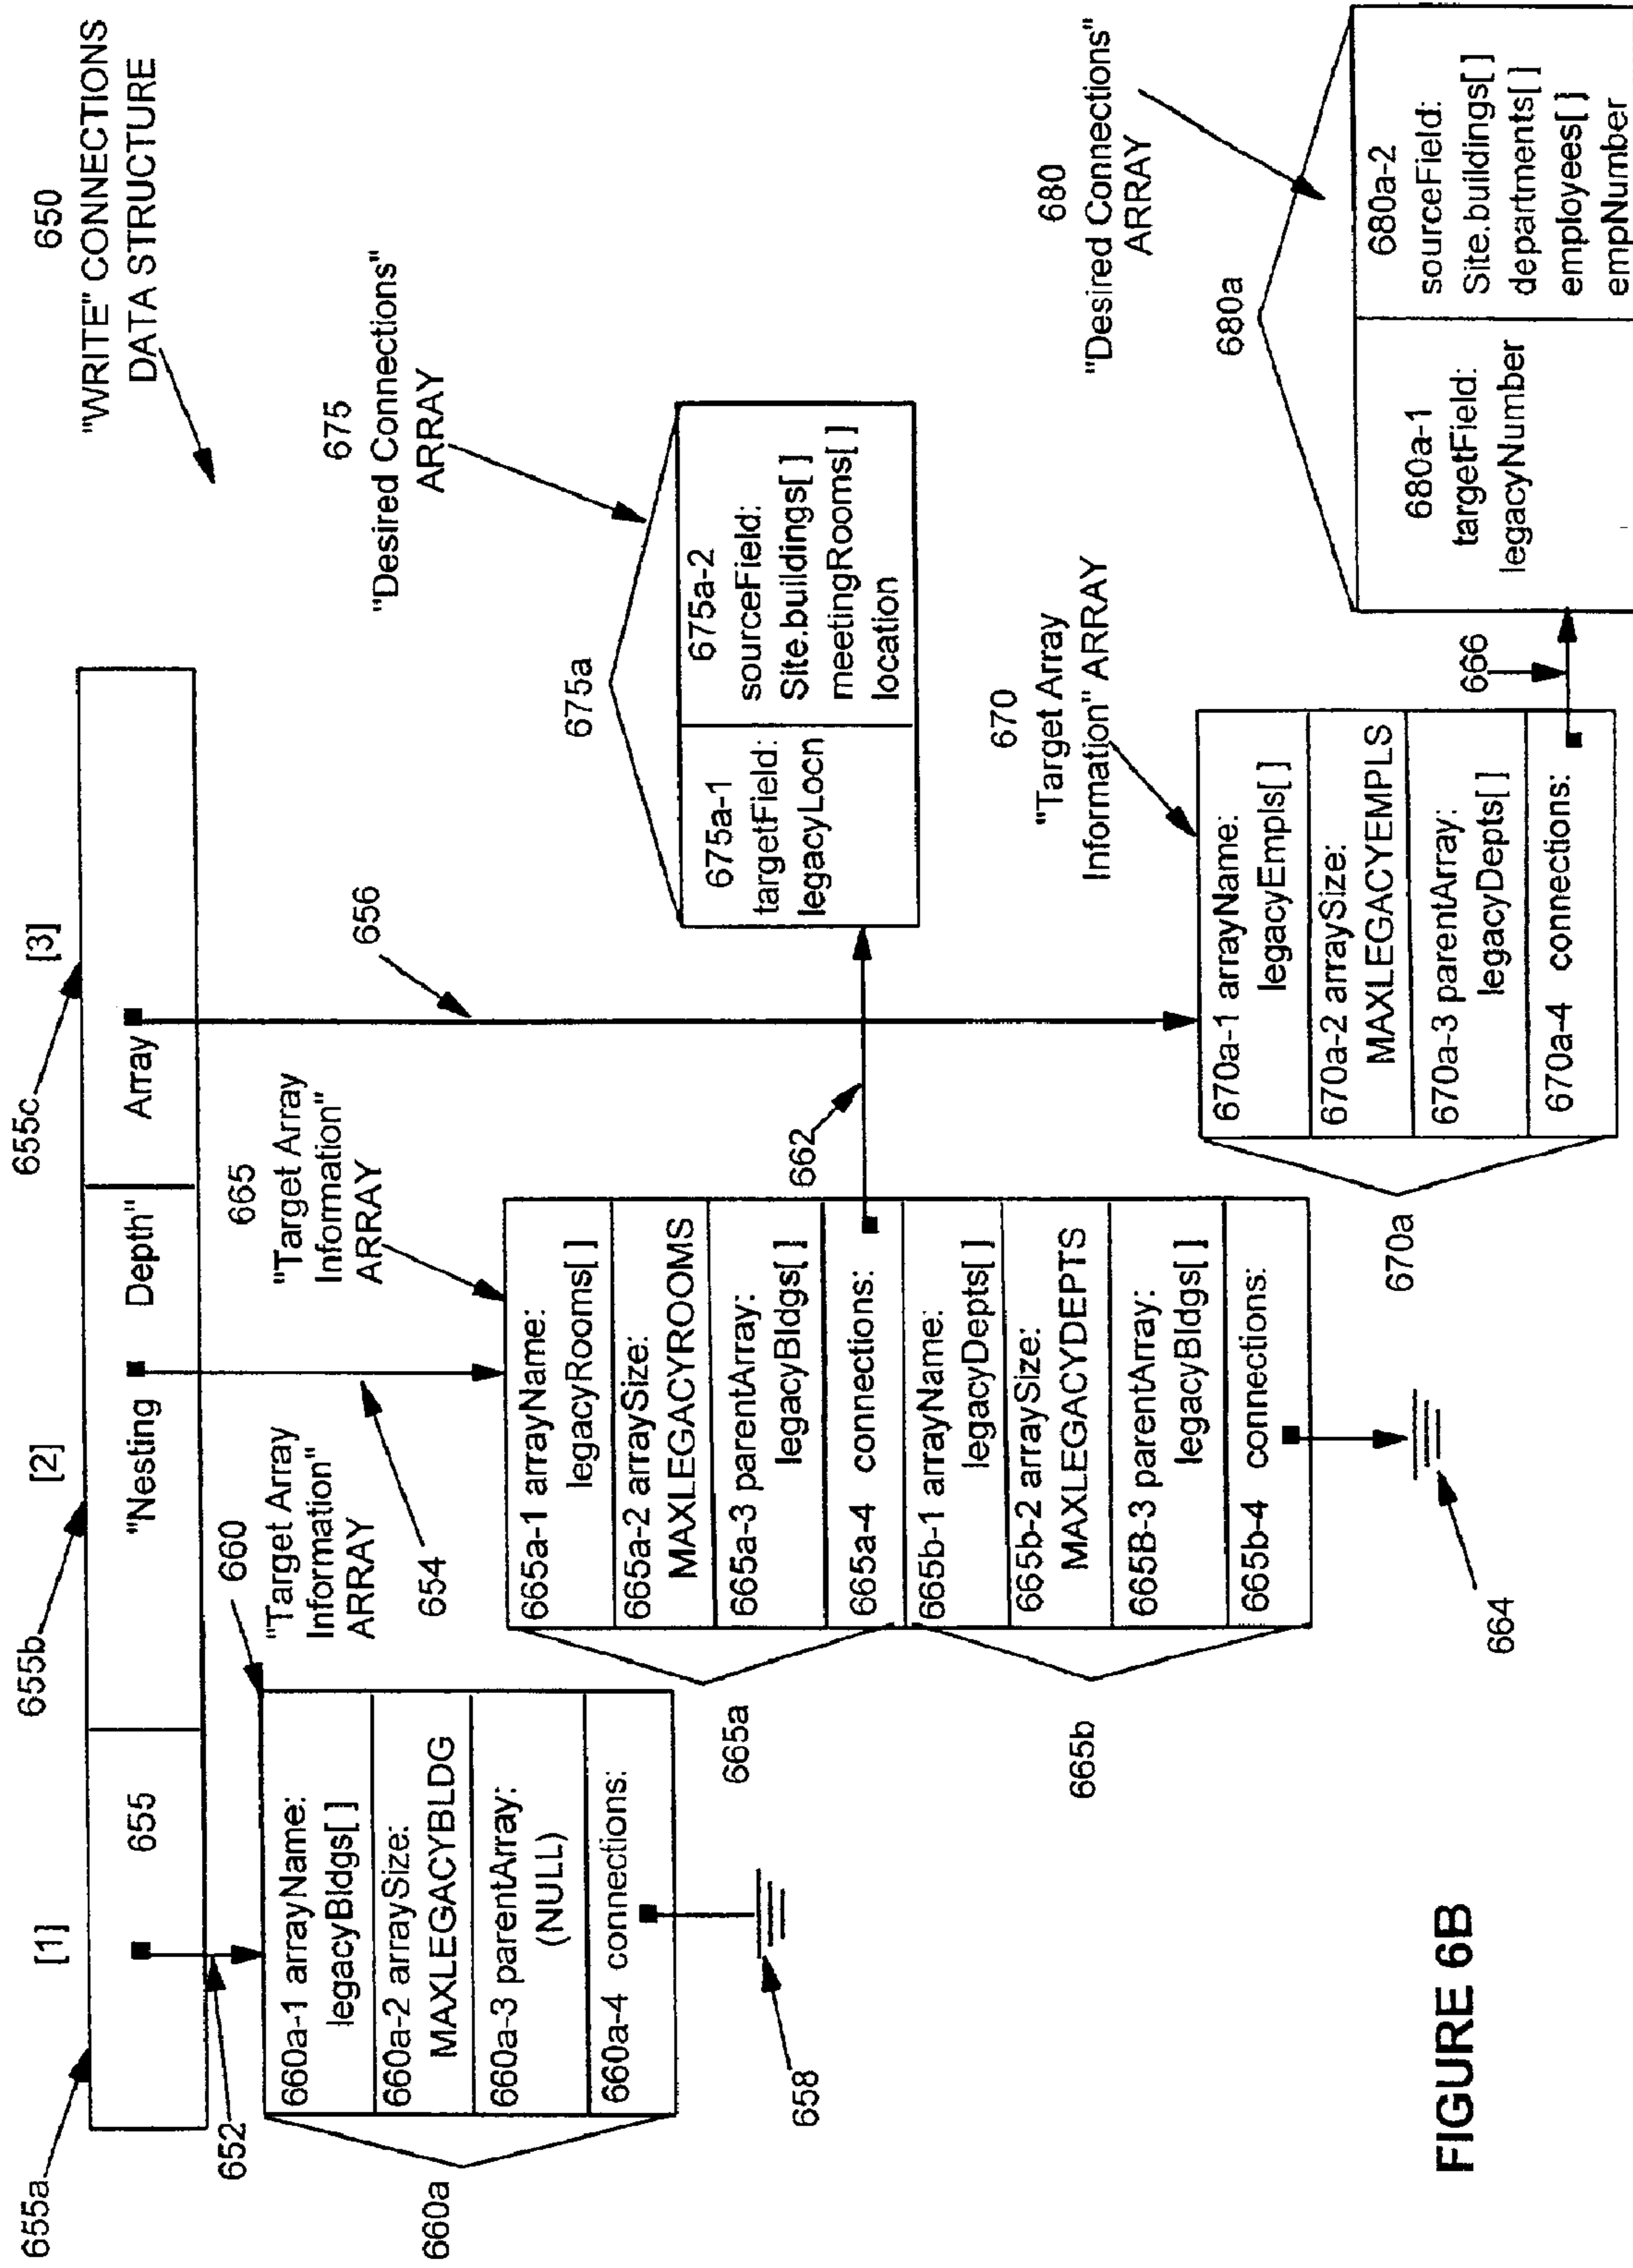 650
"WRITE" CONNECTIONS
DATA STRUCTURE
655a
[1]
655b
[2]
655c
[3]
655
"Nesting
Depth"
Array
652
660
"Target Array
Information"
ARRAY
654
665
"Target Array
Information"
ARRAY
656
675
"Desired Connections"
ARRAY
660a
660a-1 arrayName:
legacyBldgs[ ]
660a-2 arraySize:
MAXLEGACYBLDG
660a-3 parentArray:
(NULL)
660a-4 connections:
658
665a
665a-1 arrayName:
legacyRooms[ ]
665a-2 arraySize:
MAXLEGACYROOMS
665a-3 parentArray:
legacyBldgs[ ]
665a-4 connections:
665b
665b-1 arrayName:
legacyDepts[ ]
665b-2 arraySize:
MAXLEGACYDEPTS
665B-3 parentArray:
legacyBldgs[ ]
665b-4 connections:
664
662
675a
675a-1
targetField:
legacyLocn
675a-2
sourceField:
Site.buildings[ ]
meetingRooms[ ]
location
670
"Target Array
Information" ARRAY
670a
670a-1 arrayName:
legacyEmpls[ ]
670a-2 arraySize:
MAXLEGACYEMPLS
670a-3 parentArray:
legacyDepts[ ]
670a-4 connections:
666
680
"Desired Connections"
ARRAY
680a
680a-1
targetField:
legacyNumber
680a-2
sourceField:
Site.buildings[ ]
departments[ ]
employees[ ]
empNumber
FIGURE 6B